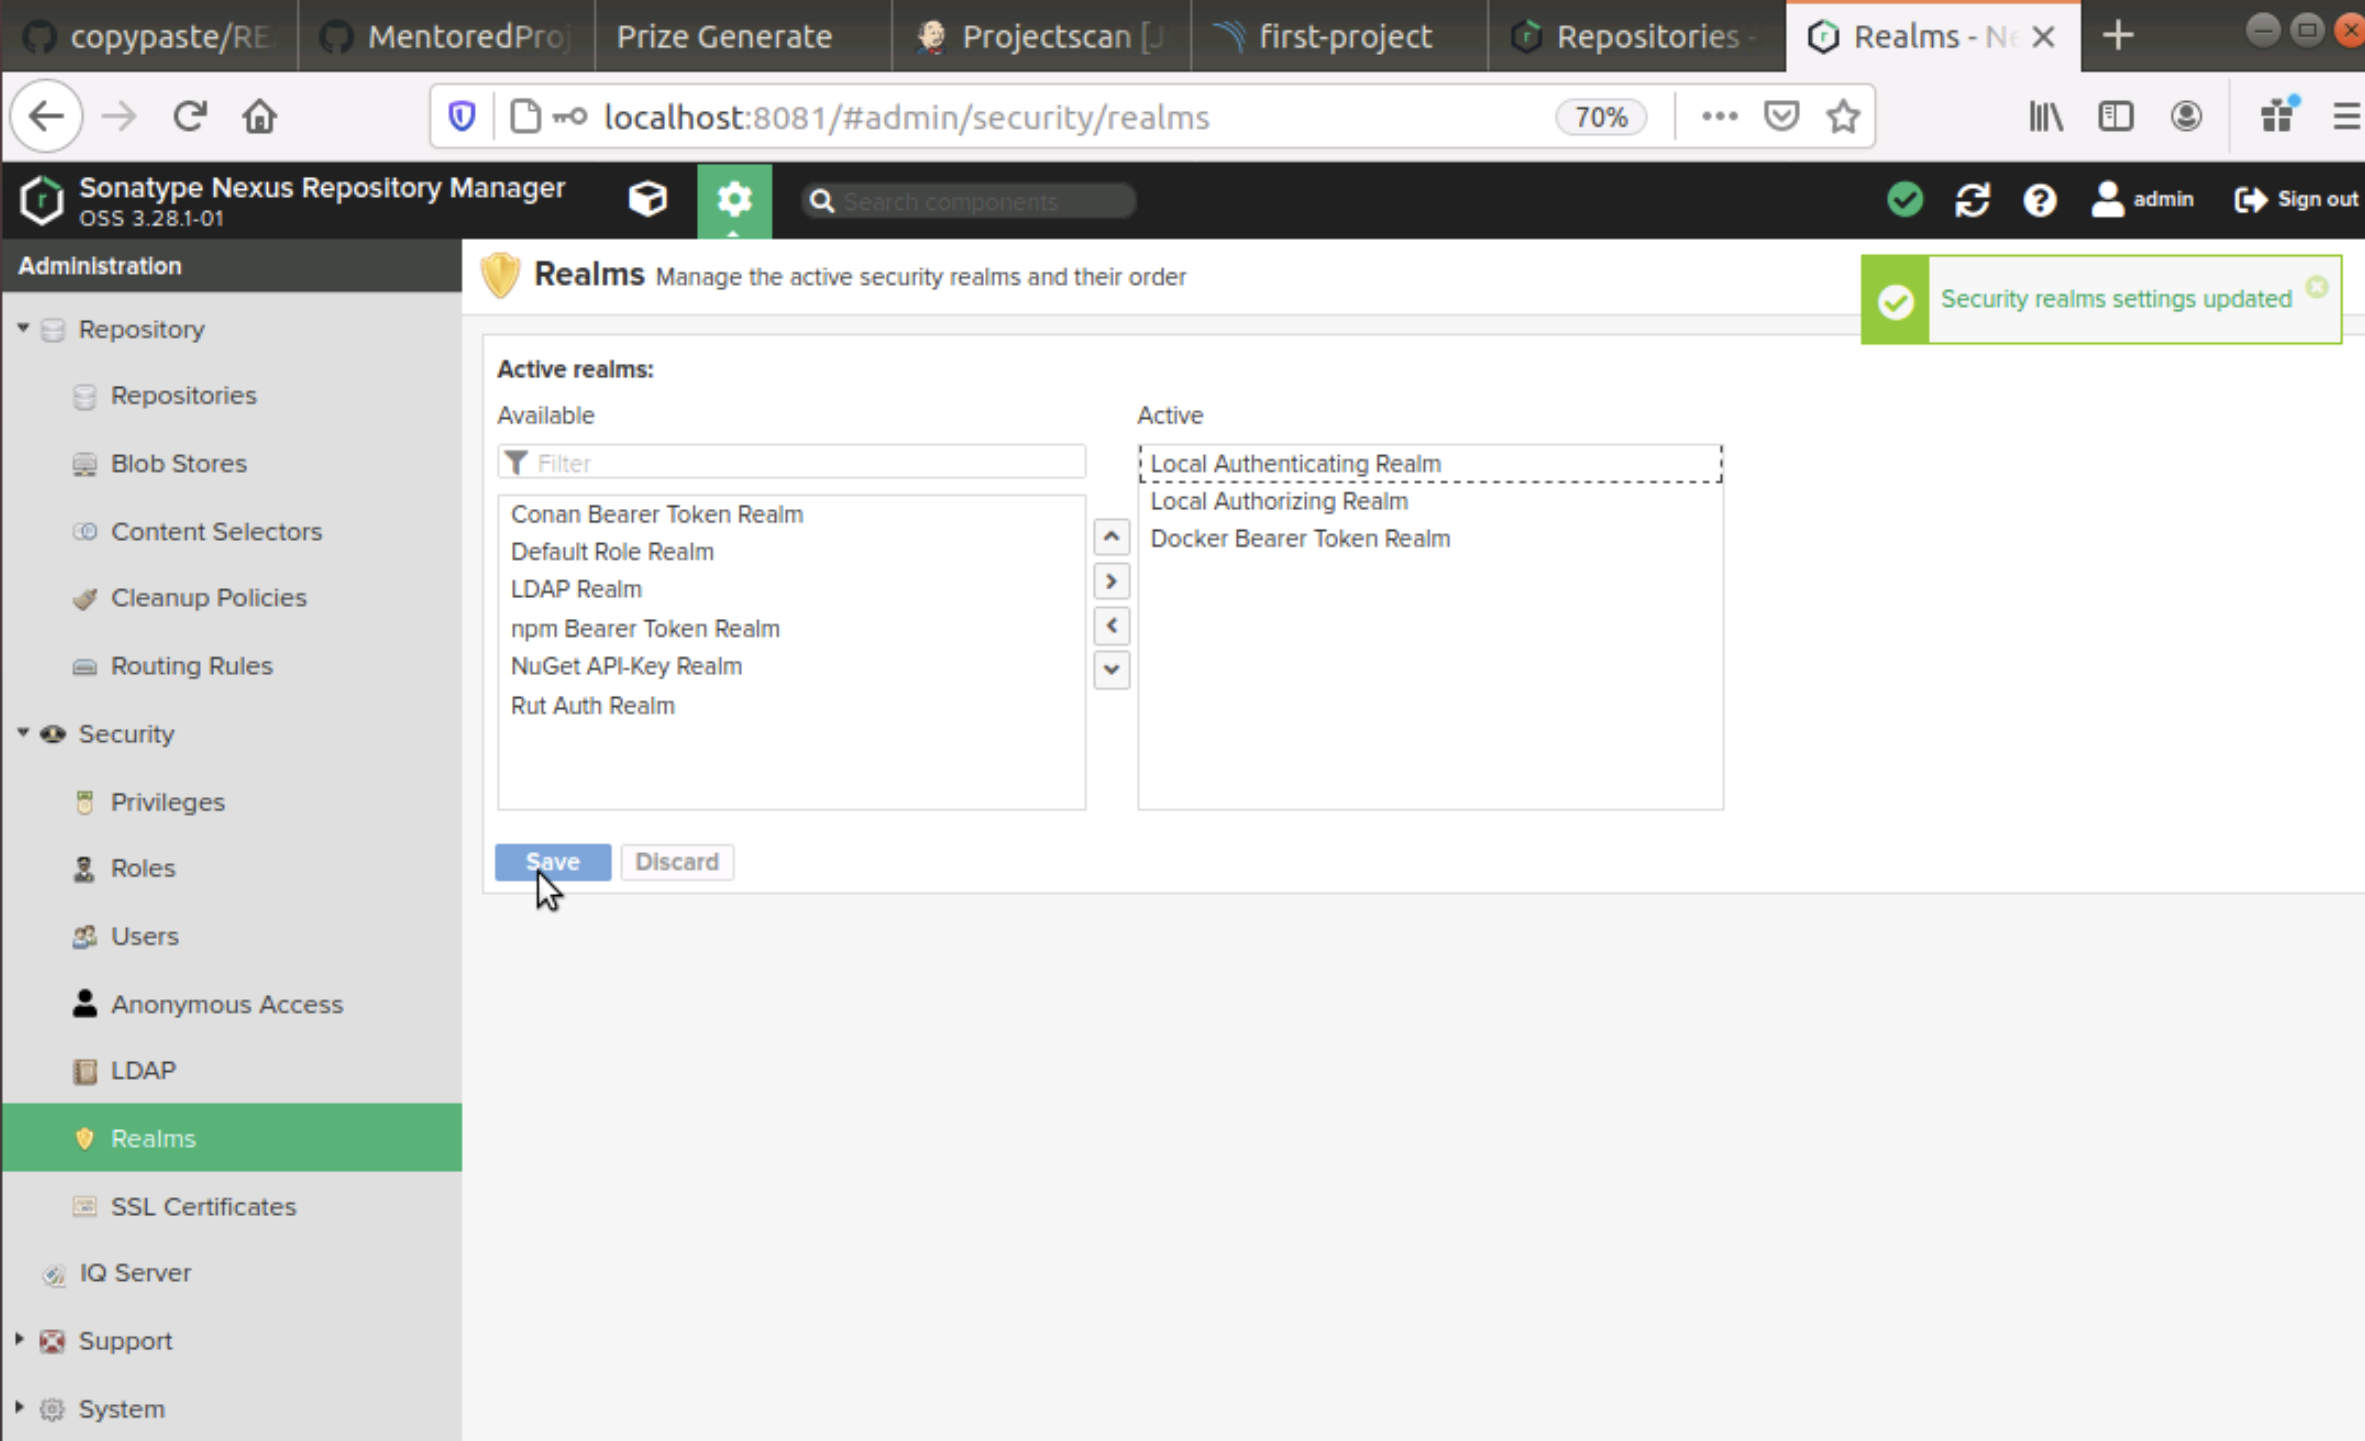 copypaste/RE
MentoredProj
Prize Generate
Projectscan [J
first-project
Repositories -
Realms - Ne
localhost:8081/#admin/security/realms
70%
Sonatype Nexus Repository Manager
OSS 3.28.1-01
Search components
admin
Sign out
Administration
Repository
Repositories
Blob Stores
Content Selectors
Cleanup Policies
Routing Rules
Security
Privileges
Roles
Users
Anonymous Access
LDAP
Realms
SSL Certificates
IQ Server
Support
System
Realms Manage the active security realms and their order
Security realms settings updated
Active realms:
Available
Filter
Conan Bearer Token Realm
Default Role Realm
LDAP Realm
npm Bearer Token Realm
NuGet API-Key Realm
Rut Auth Realm
Active
Local Authenticating Realm
Local Authorizing Realm
Docker Bearer Token Realm
Save
Discard